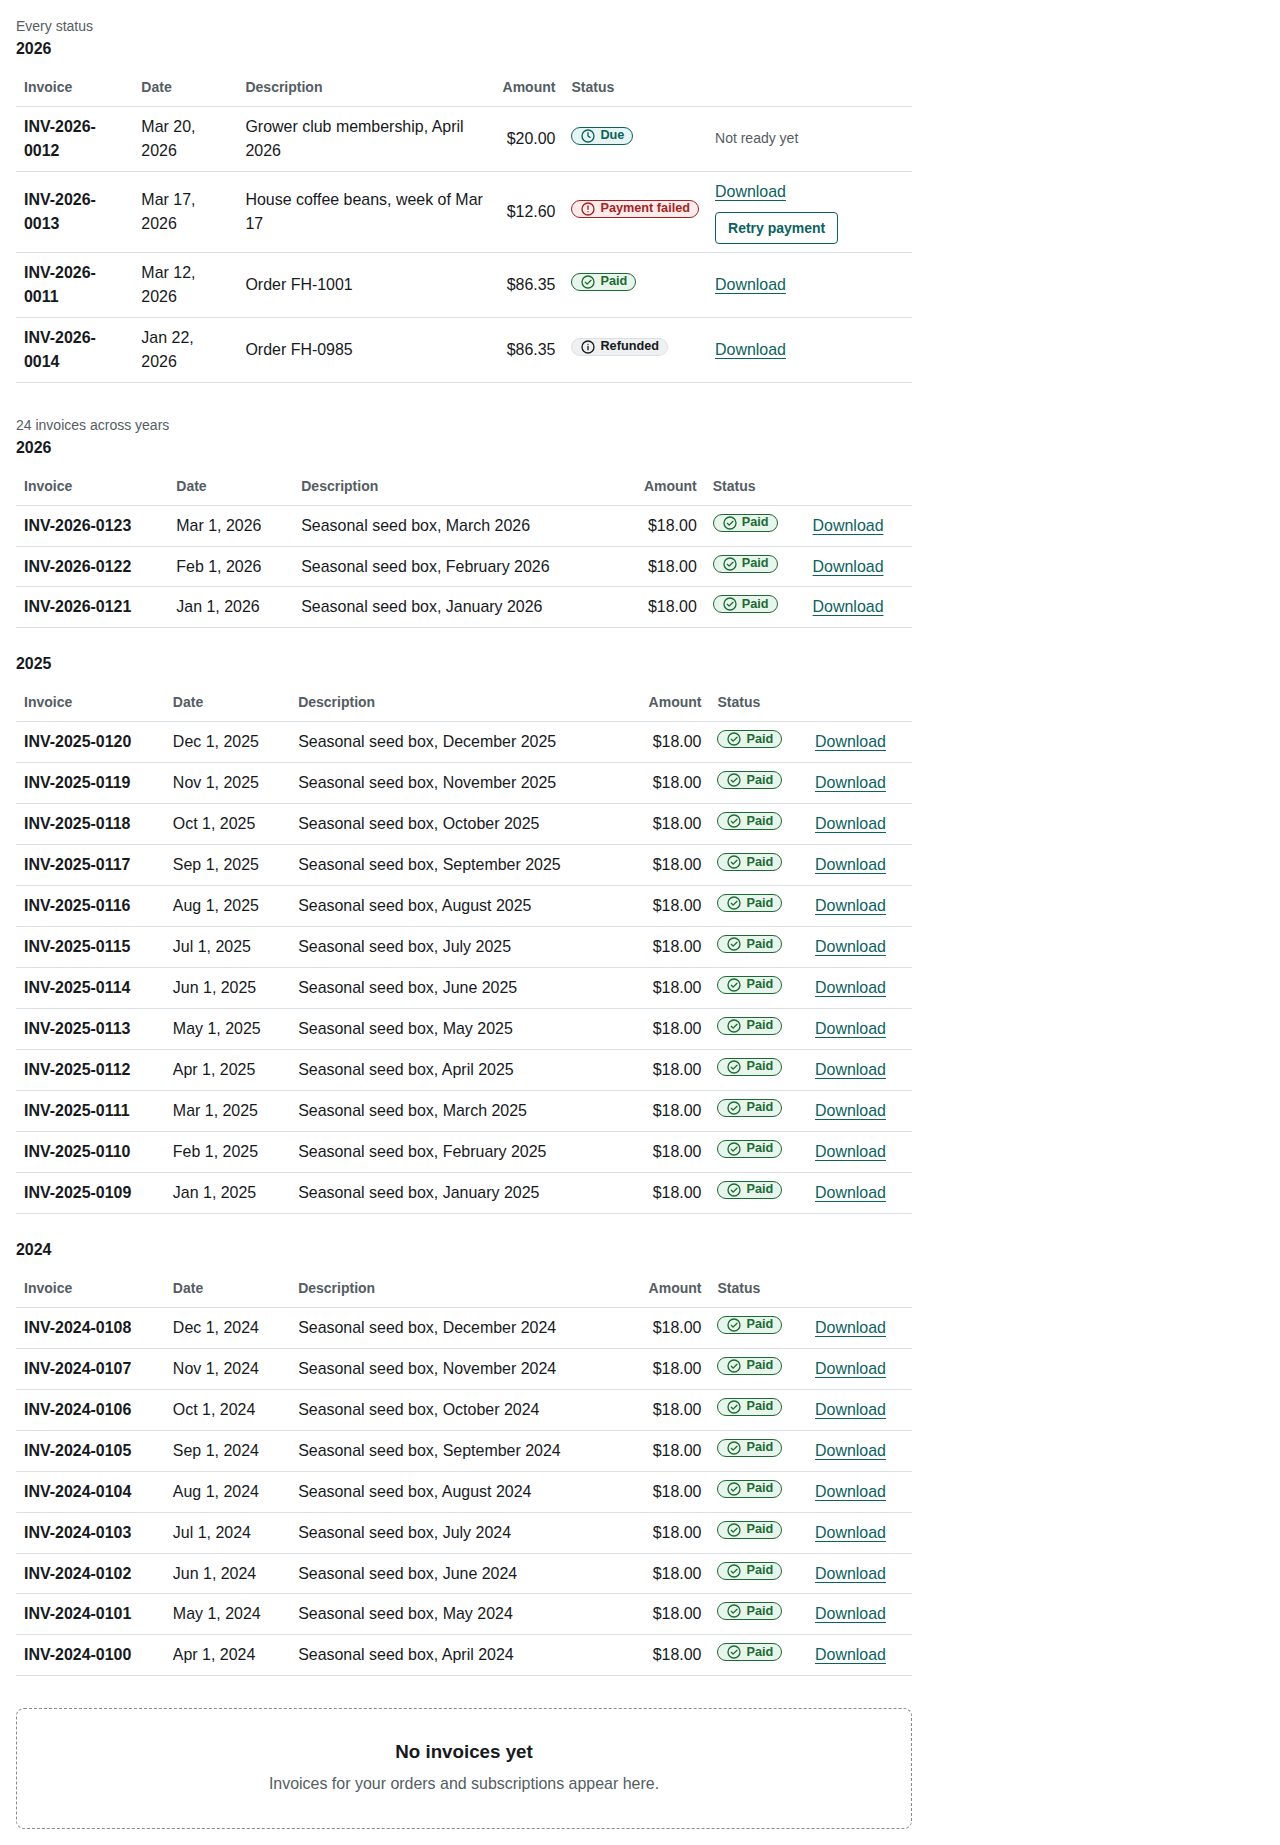 Every status
2026
Invoice Date Description Amount Status
INV-2026-0012 Mar 20, 2026 Grower club membership, April 2026 $20.00 Due Not ready yet
INV-2026-0013 Mar 17, 2026 House coffee beans, week of Mar 17 $12.60 Payment failed Download
Retry payment
INV-2026-0011 Mar 12, 2026 Order FH-1001 $86.35 Paid Download
INV-2026-0014 Jan 22, 2026 Order FH-0985 $86.35 Refunded Download
24 invoices across years
2026
Invoice Date Description Amount Status
INV-2026-0123 Mar 1, 2026 Seasonal seed box, March 2026 $18.00 Paid Download
INV-2026-0122 Feb 1, 2026 Seasonal seed box, February 2026 $18.00 Paid Download
INV-2026-0121 Jan 1, 2026 Seasonal seed box, January 2026 $18.00 Paid Download
2025
Invoice Date Description Amount Status
INV-2025-0120 Dec 1, 2025 Seasonal seed box, December 2025 $18.00 Paid Download
INV-2025-0119 Nov 1, 2025 Seasonal seed box, November 2025 $18.00 Paid Download
INV-2025-0118 Oct 1, 2025 Seasonal seed box, October 2025 $18.00 Paid Download
INV-2025-0117 Sep 1, 2025 Seasonal seed box, September 2025 $18.00 Paid Download
INV-2025-0116 Aug 1, 2025 Seasonal seed box, August 2025 $18.00 Paid Download
INV-2025-0115 Jul 1, 2025 Seasonal seed box, July 2025 $18.00 Paid Download
INV-2025-0114 Jun 1, 2025 Seasonal seed box, June 2025 $18.00 Paid Download
INV-2025-0113 May 1, 2025 Seasonal seed box, May 2025 $18.00 Paid Download
INV-2025-0112 Apr 1, 2025 Seasonal seed box, April 2025 $18.00 Paid Download
INV-2025-0111 Mar 1, 2025 Seasonal seed box, March 2025 $18.00 Paid Download
INV-2025-0110 Feb 1, 2025 Seasonal seed box, February 2025 $18.00 Paid Download
INV-2025-0109 Jan 1, 2025 Seasonal seed box, January 2025 $18.00 Paid Download
2024
Invoice Date Description Amount Status
INV-2024-0108 Dec 1, 2024 Seasonal seed box, December 2024 $18.00 Paid Download
INV-2024-0107 Nov 1, 2024 Seasonal seed box, November 2024 $18.00 Paid Download
INV-2024-0106 Oct 1, 2024 Seasonal seed box, October 2024 $18.00 Paid Download
INV-2024-0105 Sep 1, 2024 Seasonal seed box, September 2024 $18.00 Paid Download
INV-2024-0104 Aug 1, 2024 Seasonal seed box, August 2024 $18.00 Paid Download
INV-2024-0103 Jul 1, 2024 Seasonal seed box, July 2024 $18.00 Paid Download
INV-2024-0102 Jun 1, 2024 Seasonal seed box, June 2024 $18.00 Paid Download
INV-2024-0101 May 1, 2024 Seasonal seed box, May 2024 $18.00 Paid Download
INV-2024-0100 Apr 1, 2024 Seasonal seed box, April 2024 $18.00 Paid Download
No invoices yet
Invoices for your orders and subscriptions appear here.